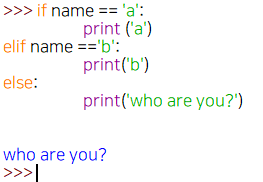 >>> if name == 'a':
print ('a')
elif name =='b':
print('b')
else:
print('who are you?')
who are you?
>>>